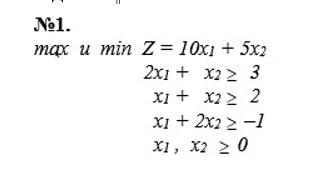 №1.
max и min Z = 10x1 + 5x2
2x1 + x2 ≥ 3
x1 + x2 ≥ 2
x1 + 2x2 ≥ −1
x1 , x2 ≥ 0